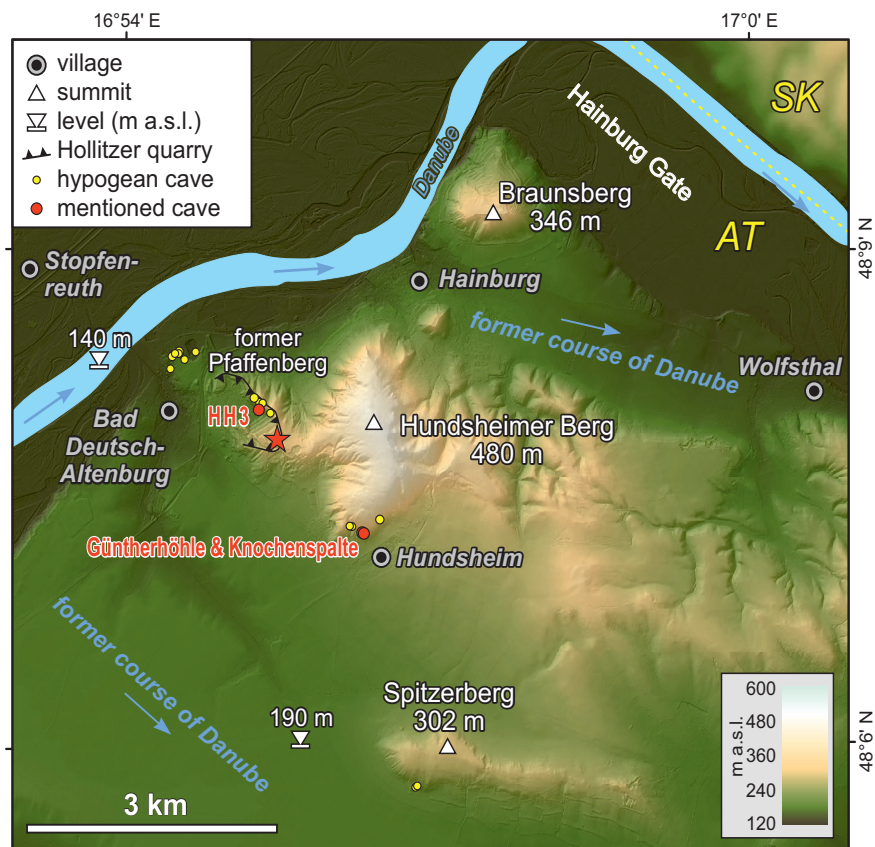 16°54' E
17°0' E
village
summit
level (m a.s.l.)
Hollitzer quarry
hypogean cave
mentioned cave
SK
Hainburg Gate
Danube
Braunsberg
346 m
AT
48°9' N
Stopfen-
reuth
Hainburg
140 m
former
Pfaffenberg
former course of Danube
Wolfsthal
HH3
Bad
Deutsch-
Altenburg
Hundsheimer Berg
480 m
Güntherhöhle & Knochenspalte
Hundsheim
former course of Danube
190 m
Spitzerberg
302 m
48°6' N
3 km
m a.s.l.
600
480
360
240
120